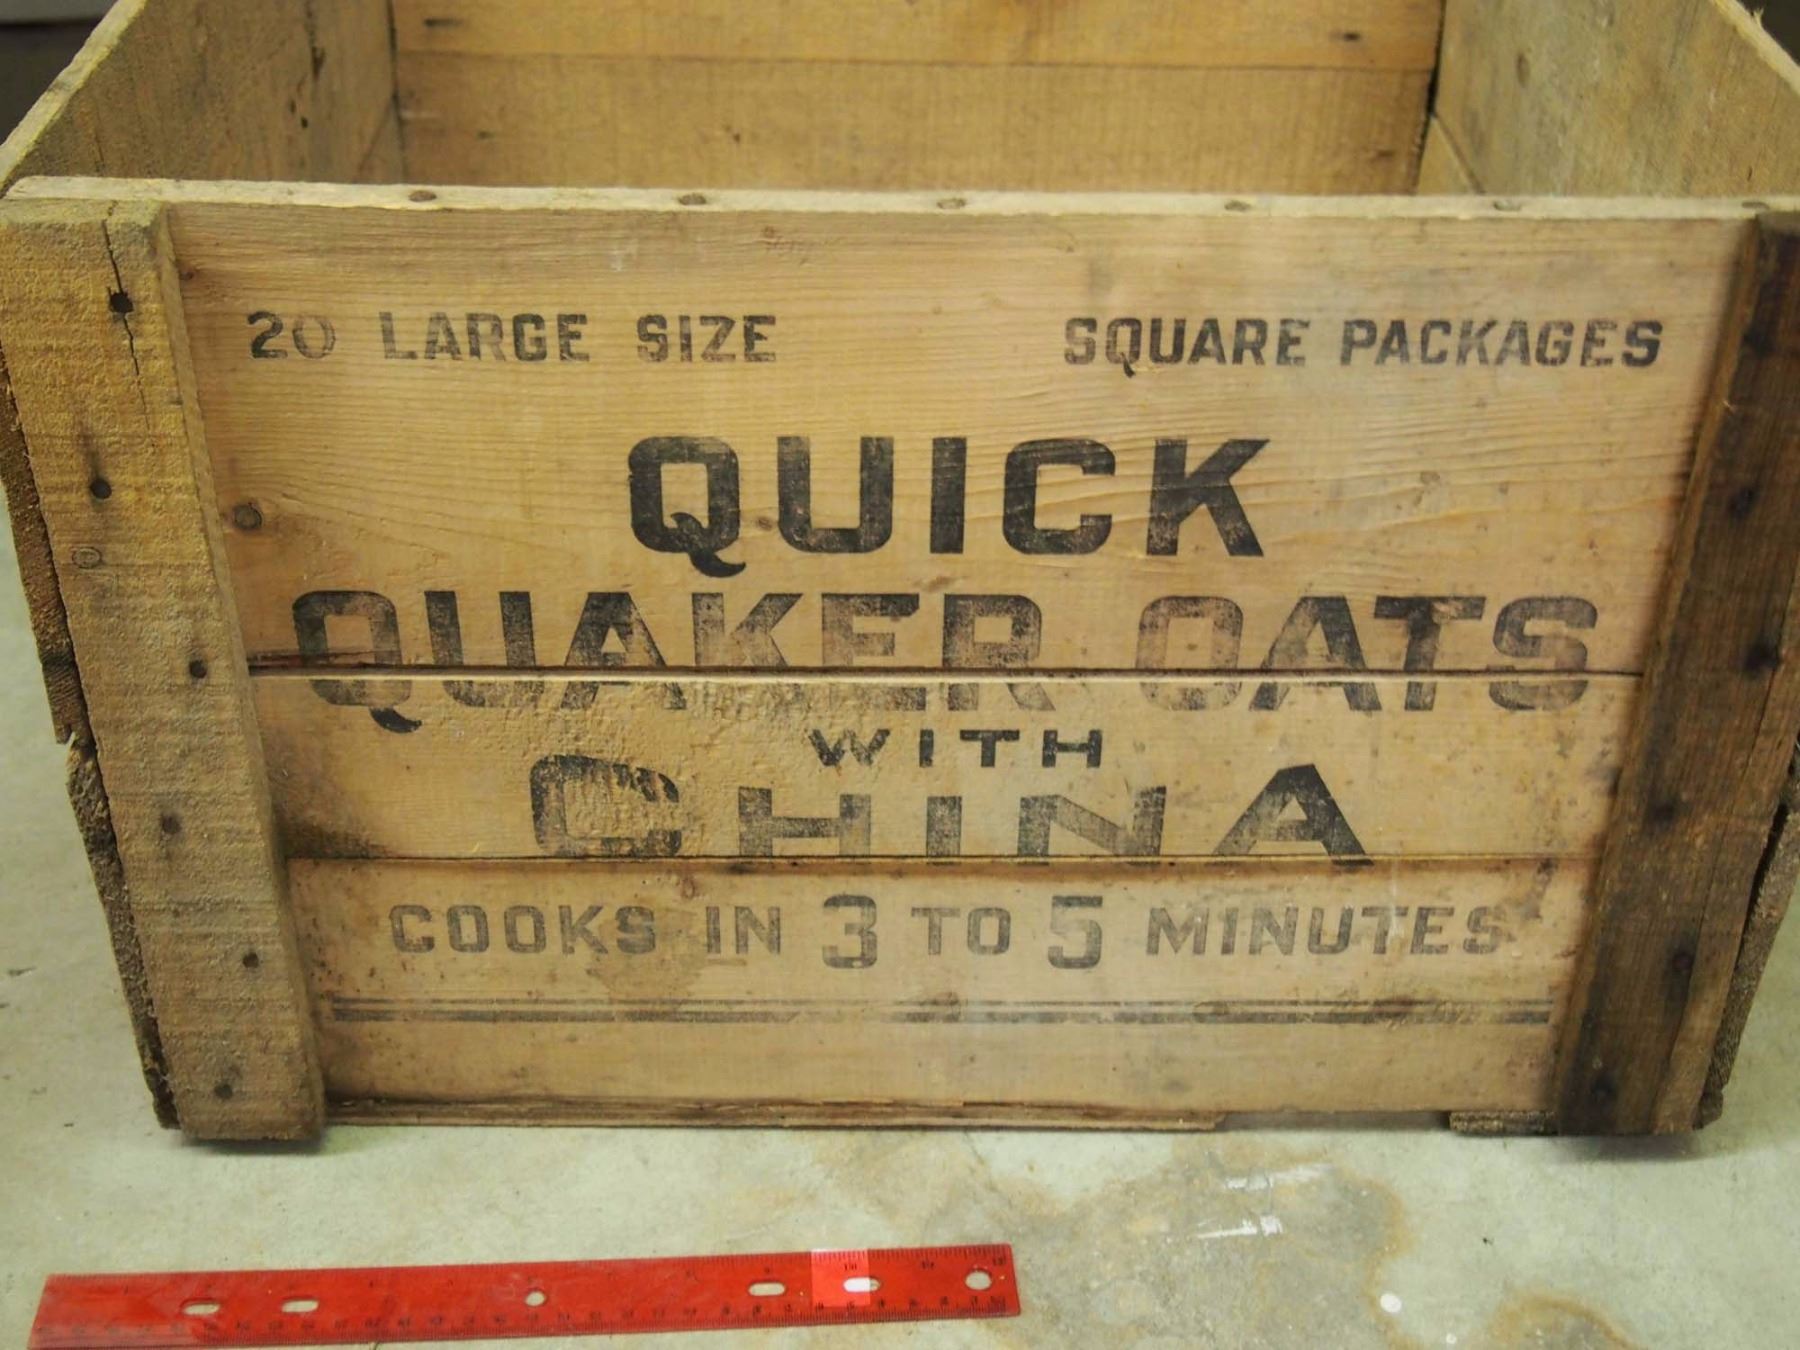 20 LARGE SIZE SQUARE PACKAGES
QUICK
QUAKER OATS
WITH
CHINA
COOKS IN 3 TO 5 MINUTES